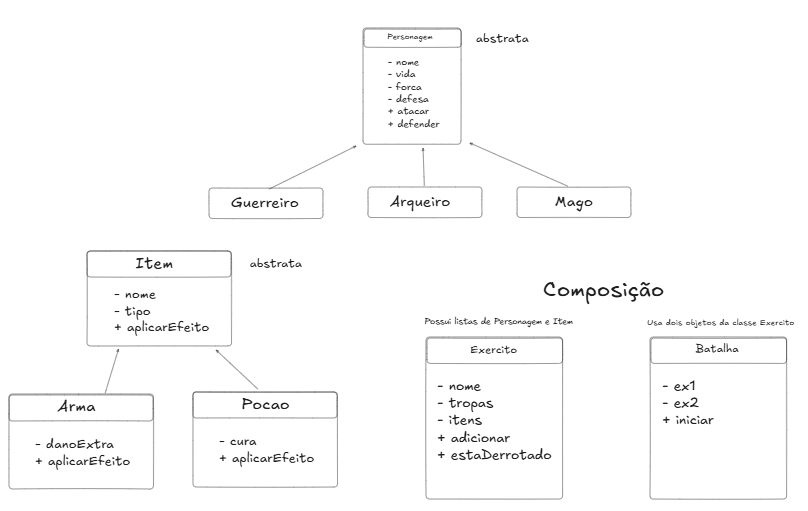 Personagem
abstrata
- nome
- vida
- forca
- defesa
+ atacar
+ defender
Guerreiro
Arqueiro
Mago
Item
abstrata
- nome
- tipo
+ aplicarEfeito
Arma
- danoExtra
+ aplicarEfeito
Pocao
- cura
+ aplicarEfeito
Composição
Possui listas de Personagem e Item
Exercito
- nome
- tropas
- itens
+ adicionar
+ estaDerrotado
Usa dois objetos da classe Exercito
Batalha
- ex1
- ex2
+ iniciar